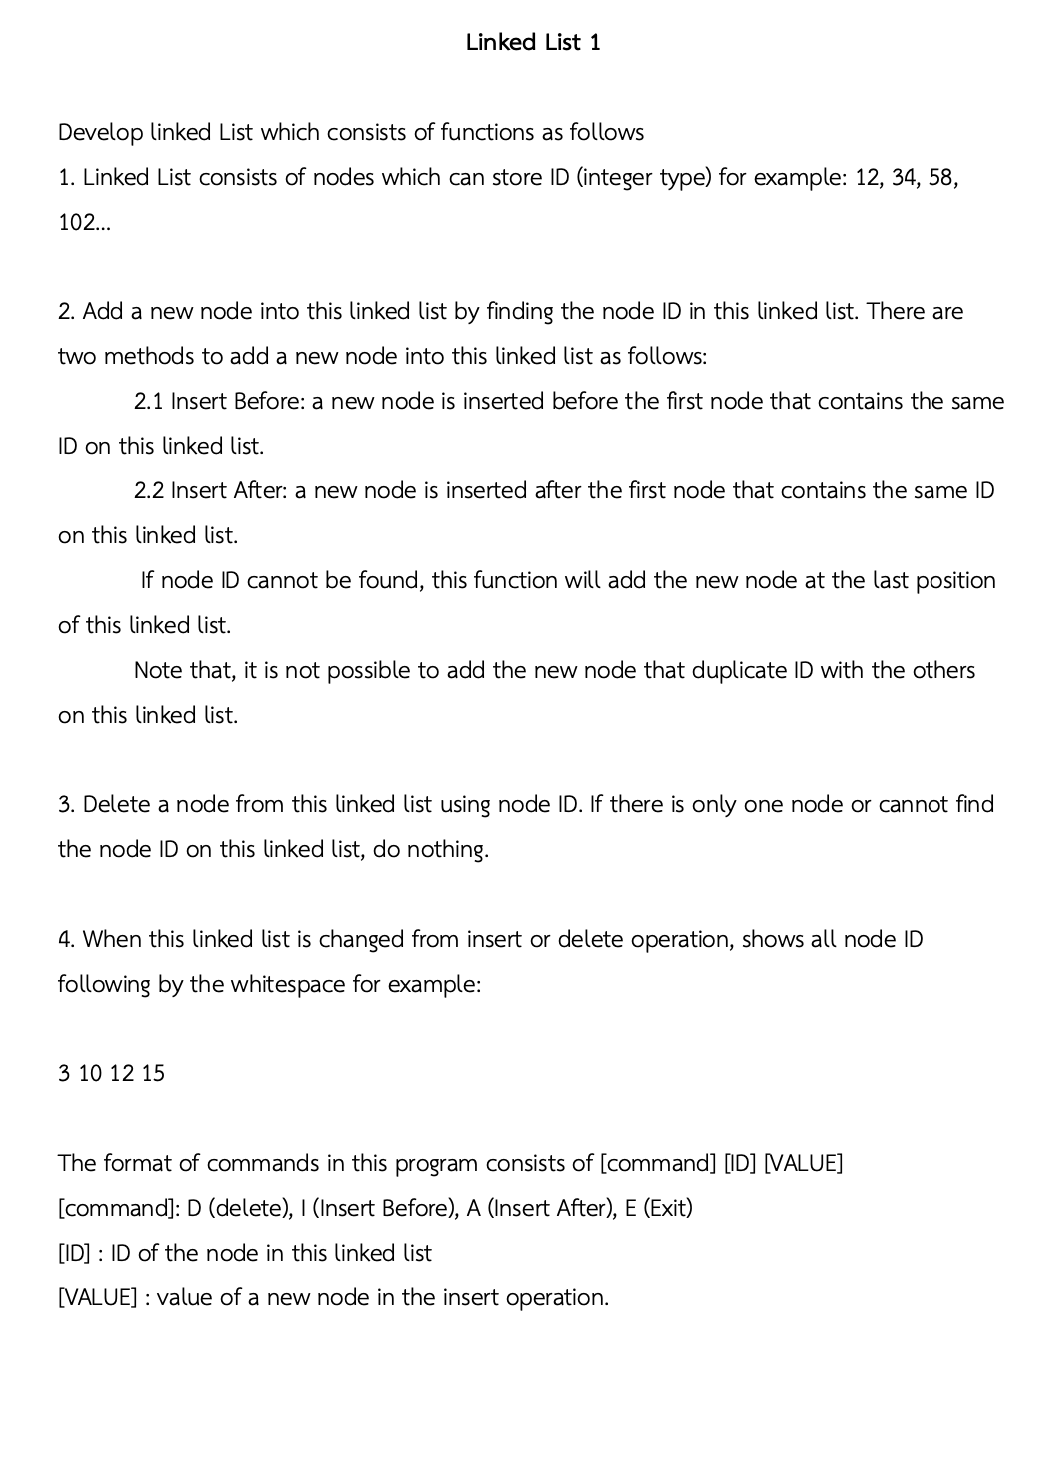 Linked List 1
Develop linked List which consists of functions as follows
1. Linked List consists of nodes which can store ID (integer type) for example: 12, 34, 58,
102...
2. Add a new node into this linked list by finding the node ID in this linked list. There are
two methods to add a new node into this linked list as follows:
2.1 Insert Before: a new node is inserted before the first node that contains the same
ID on this linked list.
2.2 Insert After: a new node is inserted after the first node that contains the same ID
on this linked list.
If node ID cannot be found, this function will add the new node at the last position
of this linked list.
Note that, it is not possible to add the new node that duplicate ID with the others
on this linked list.
3. Delete a node from this linked list using node ID. If there is only one node or cannot find
the node ID on this linked list, do nothing.
4. When this linked list is changed from insert or delete operation, shows all node ID
following by the whitespace for example:
3 10 12 15
The format of commands in this program consists of [command] [ID] [VALUE]
[command]: D (delete), I (Insert Before), A (Insert After), E (Exit)
[ID] : ID of the node in this linked list
[VALUE] : value of a new node in the insert operation.